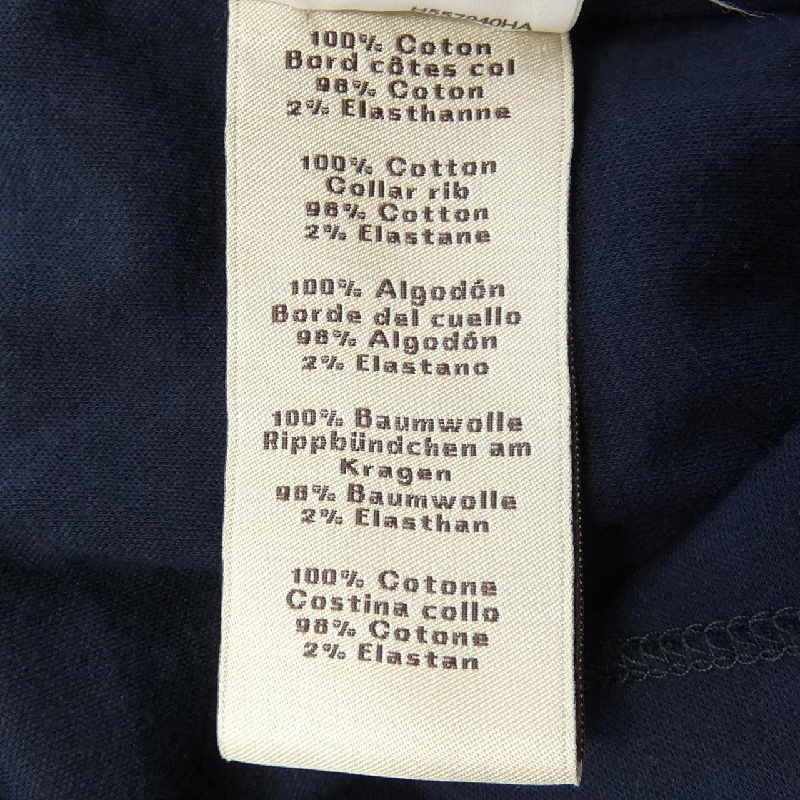 100% Coton
Bord côtes col
98% Coton
2% Elasthanne
100% Cotton
Collar rib
98% Cotton
2% Elastane
100% Algodón
Borde del cuello
98% Algodón
2% Elastano
100% Baumwolle
Rippbündchen am
Kragen
98% Baumwolle
2% Elasthan
100% Cotone
Costina collo
98% Cotone
2% Elastan